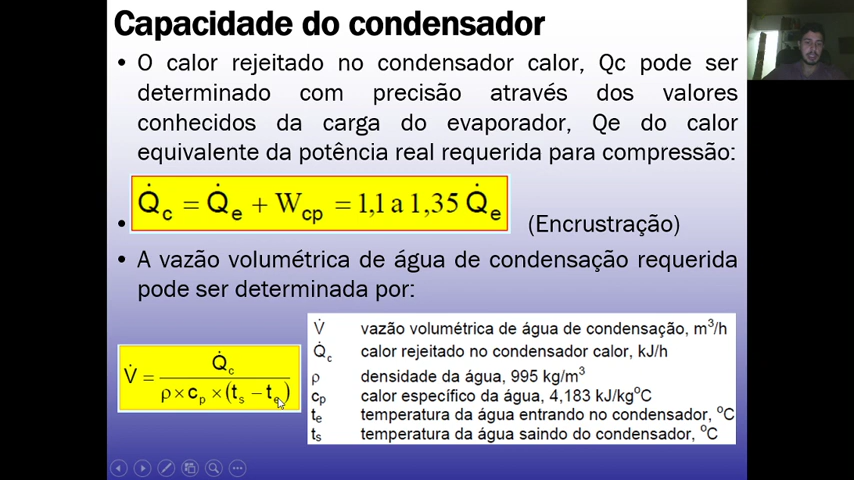 Capacidade do condensador
• O calor rejeitado no condensador calor, Qc pode ser
determinado com precisão através dos valores
conhecidos da carga do evaporador, Qe do calor
equivalente da potência real requerida para compressão:
• Q̇c = Q̇e + Wcp = 1,1 a 1,35 Q̇e (Encrustração)
• A vazão volumétrica de água de condensação requerida
pode ser determinada por:
V̇ = Q̇c / (ρ × cp × (ts − te))
V̇ vazão volumétrica de água de condensação, m³/h
Q̇c calor rejeitado no condensador calor, kJ/h
ρ densidade da água, 995 kg/m³
cp calor específico da água, 4,183 kJ/kg°C
te temperatura da água entrando no condensador, °C
ts temperatura da água saindo do condensador, °C